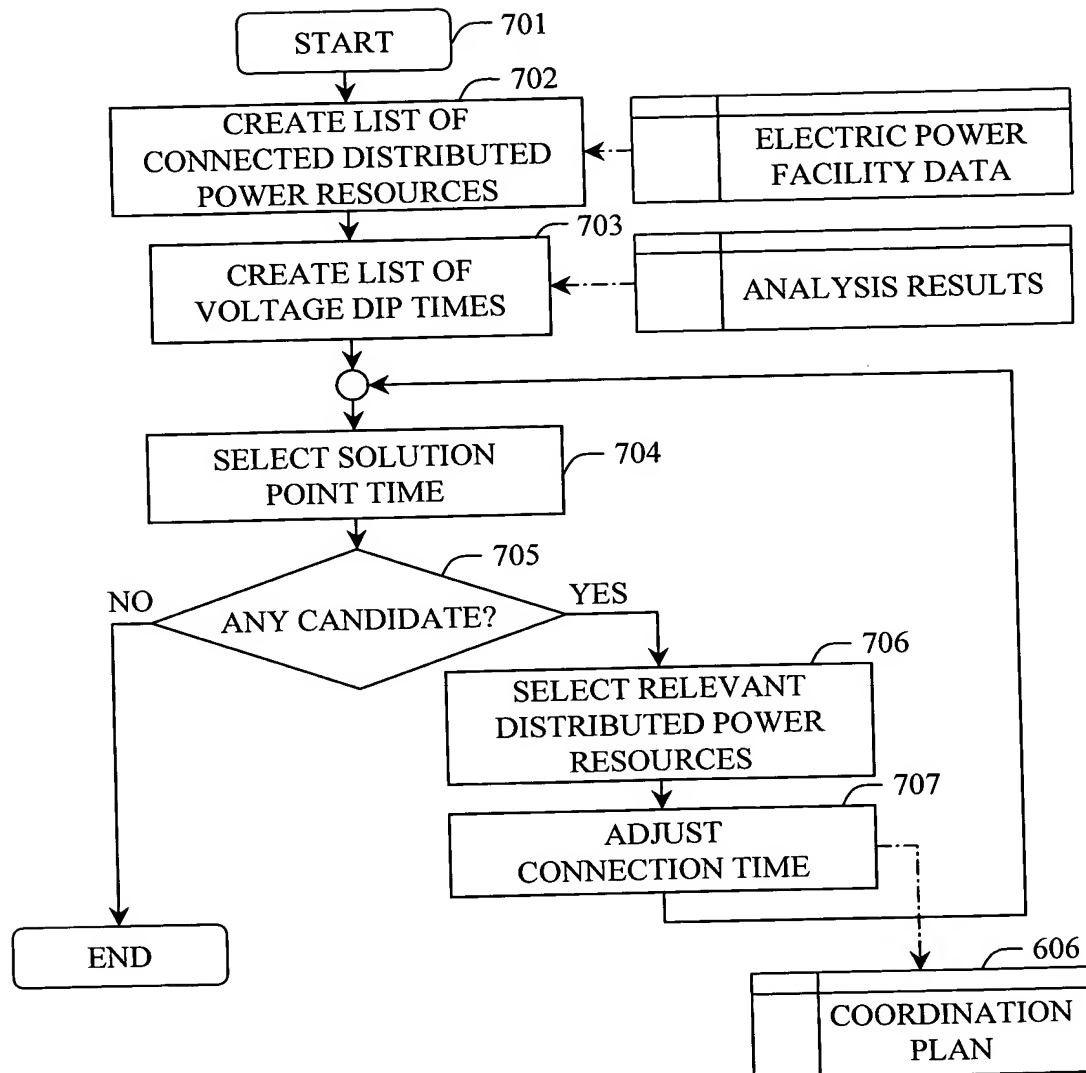 START
701
702
CREATE LIST OF
CONNECTED DISTRIBUTED
POWER RESOURCES
ELECTRIC POWER
FACILITY DATA
703
CREATE LIST OF
VOLTAGE DIP TIMES
ANALYSIS RESULTS
SELECT SOLUTION
POINT TIME
704
705
NO
ANY CANDIDATE?
YES
706
SELECT RELEVANT
DISTRIBUTED POWER
RESOURCES
707
ADJUST
CONNECTION TIME
END
606
COORDINATION
PLAN